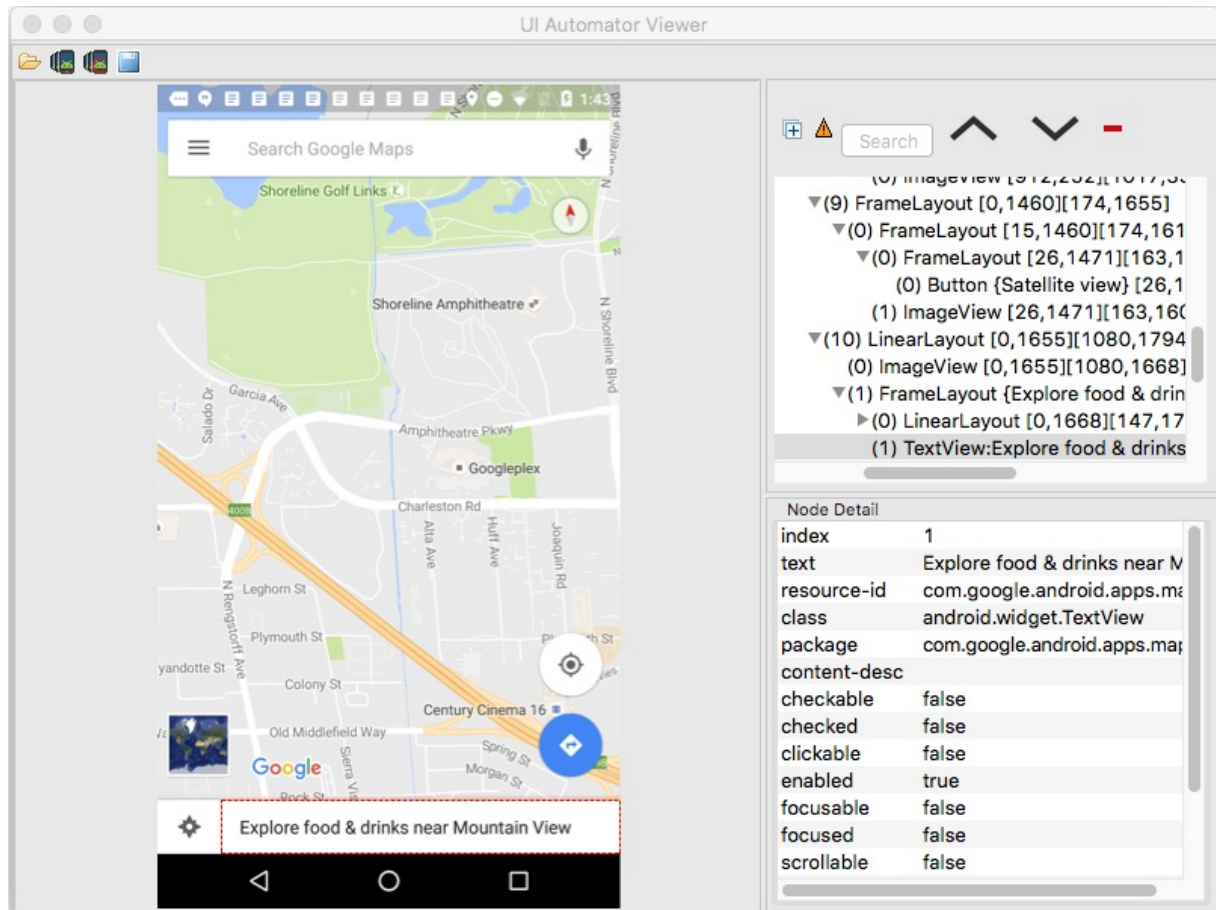 UI Automator Viewer
1:43
Search Google Maps
N Shoreline Blvd
Shoreline Golf Links
Shoreline Amphitheatre
N Shoreline Blvd
Garcia Ave
Salado Dr
Amphitheatre Pkwy
Googleplex
400B
Charleston Rd
Alta Ave
Huff Ave
Joaquin Rd
N Rengstorff Ave
Leghorn St
Plymouth St
yandotte St
Colony St
Century Cinema 16
Old Middlefield Way
Sierra Vis
Spring St
Morgan St
Google
Rock St
Explore food & drinks near Mountain View
Search
(0) ImageView [912,232][1017,33
(9) FrameLayout [0,1460][174,1655]
(0) FrameLayout [15,1460][174,161
(0) FrameLayout [26,1471][163,1
(0) Button {Satellite view} [26,1
(1) ImageView [26,1471][163,160
(10) LinearLayout [0,1655][1080,1794
(0) ImageView [0,1655][1080,1668]
(1) FrameLayout {Explore food & drin
(0) LinearLayout [0,1668][147,17
(1) TextView:Explore food & drinks
Node Detail
index 1
text Explore food & drinks near M
resource-id com.google.android.apps.ma
class android.widget.TextView
package com.google.android.apps.map
content-desc
checkable false
checked false
clickable false
enabled true
focusable false
focused false
scrollable false